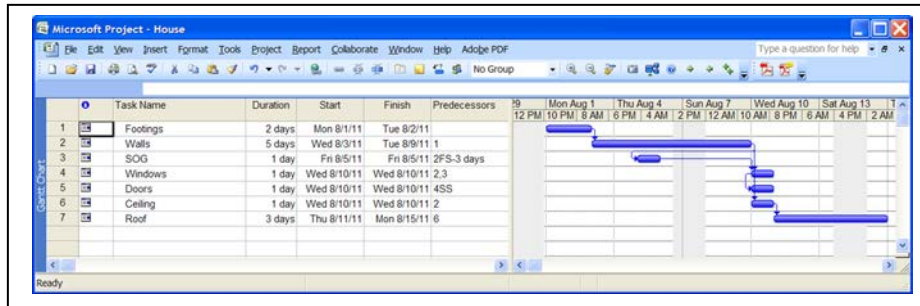 Microsoft Project - House
File Edit View Insert Format Tools Project Report Collaborate Window Help Adobe PDF Type a question for help
No Group
Task Name Duration Start Finish Predecessors '9 Mon Aug 1 Thu Aug 4 Sun Aug 7 Wed Aug 10 Sat Aug 13 T
12 PM 10 PM 8 AM 6 PM 4 AM 2 PM 12 AM 10 AM 8 PM 6 AM 4 PM 2 AM
1 Footings 2 days Mon 8/1/11 Tue 8/2/11
2 Walls 5 days Wed 8/3/11 Tue 8/9/11 1
3 SOG 1 day Fri 8/5/11 Fri 8/5/11 2FS-3 days
4 Windows 1 day Wed 8/10/11 Wed 8/10/11 2,3
5 Doors 1 day Wed 8/10/11 Wed 8/10/11 4SS
6 Ceiling 1 day Wed 8/10/11 Wed 8/10/11 2
7 Roof 3 days Thu 8/11/11 Mon 8/15/11 6
Gantt Chart
Ready